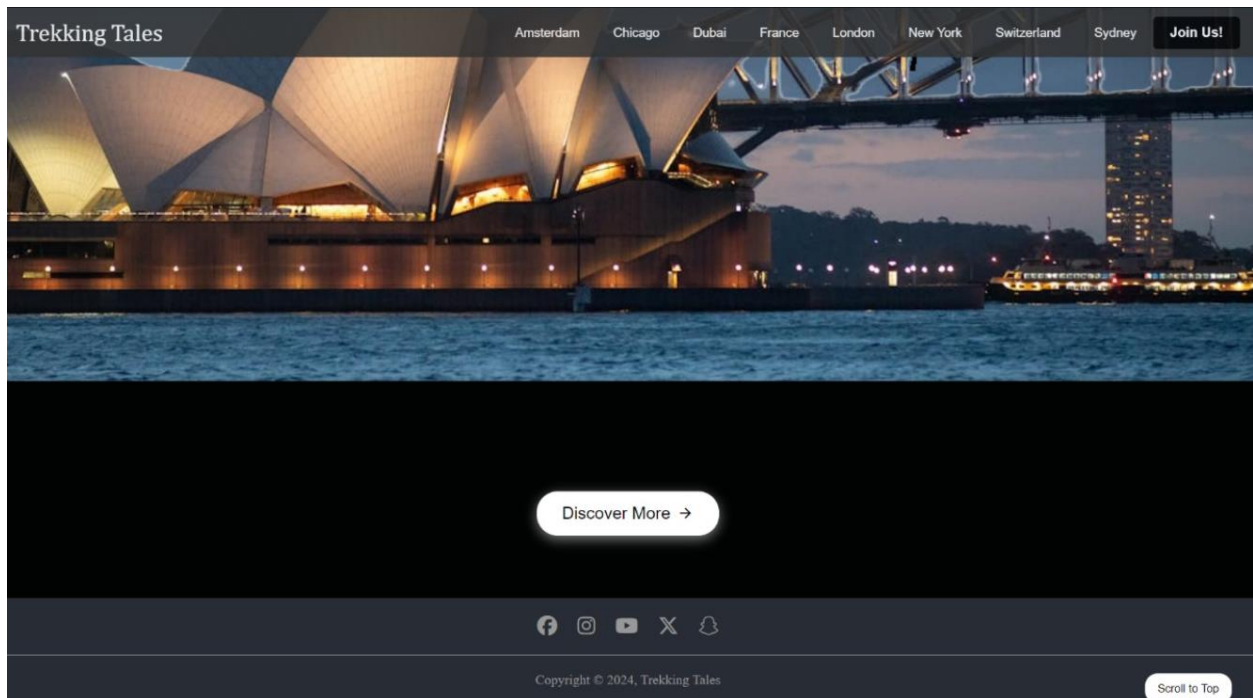 Trekking Tales
Amsterdam Chicago Dubai France London New York Switzerland Sydney Join Us!
Discover More →
Copyright © 2024, Trekking Tales
Scroll to Top